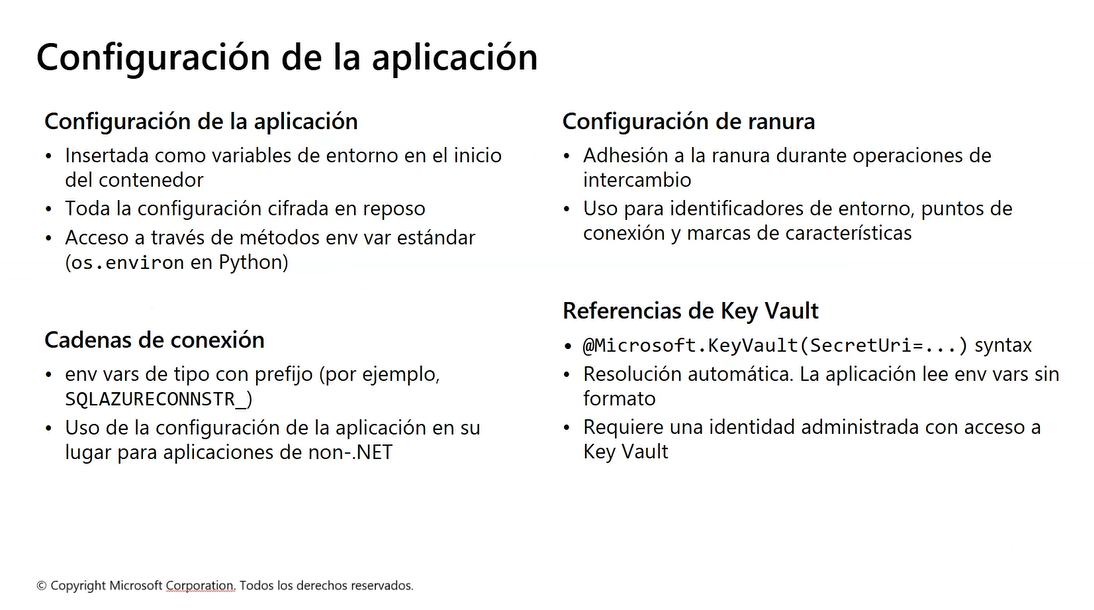 Configuración de la aplicación
Configuración de la aplicación
• Insertada como variables de entorno en el inicio
del contenedor
• Toda la configuración cifrada en reposo
• Acceso a través de métodos env var estándar
(os.environ en Python)
Cadenas de conexión
• env vars de tipo con prefijo (por ejemplo,
SQLAZURECONNSTR_)
• Uso de la configuración de la aplicación en su
lugar para aplicaciones de non-.NET
Configuración de ranura
• Adhesión a la ranura durante operaciones de
intercambio
• Uso para identificadores de entorno, puntos de
conexión y marcas de características
Referencias de Key Vault
• @Microsoft.KeyVault(SecretUri=...) syntax
• Resolución automática. La aplicación lee env vars sin
formato
• Requiere una identidad administrada con acceso a
Key Vault
© Copyright Microsoft Corporation. Todos los derechos reservados.